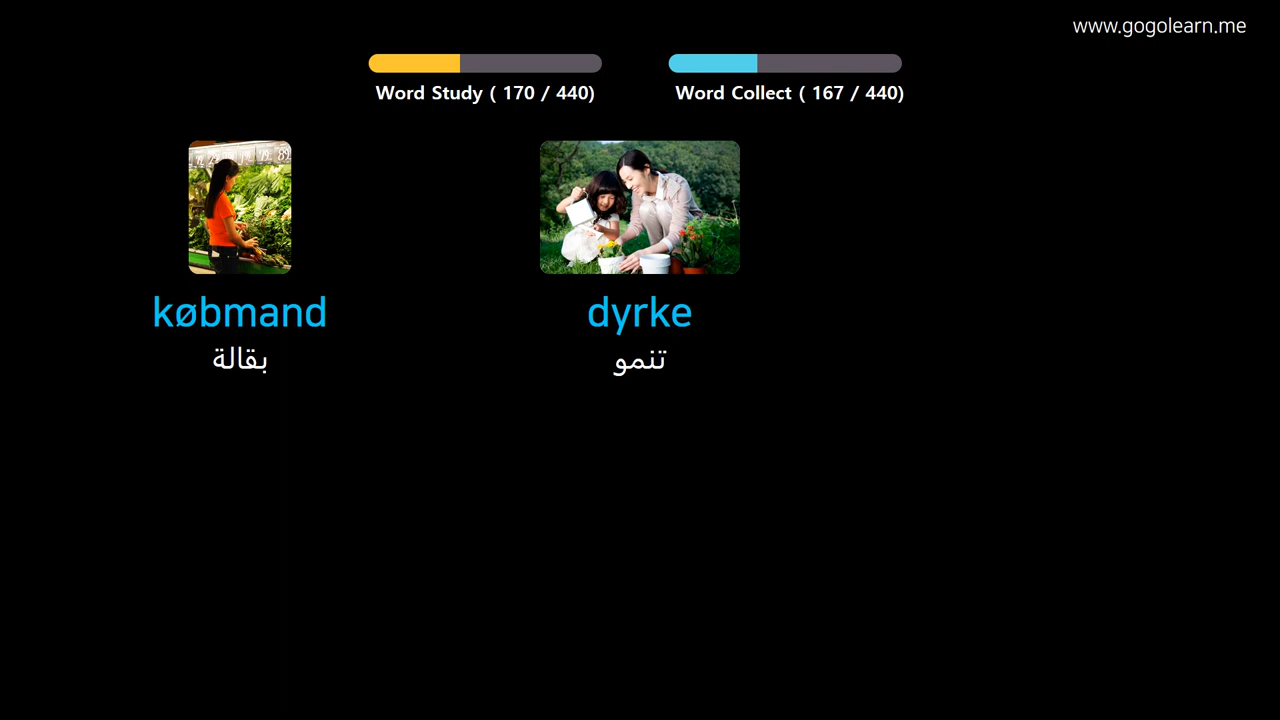 www.gogolearn.me
Word Study ( 170 / 440)
Word Collect ( 167 / 440)
købmand
بقالة
dyrke
تنمو